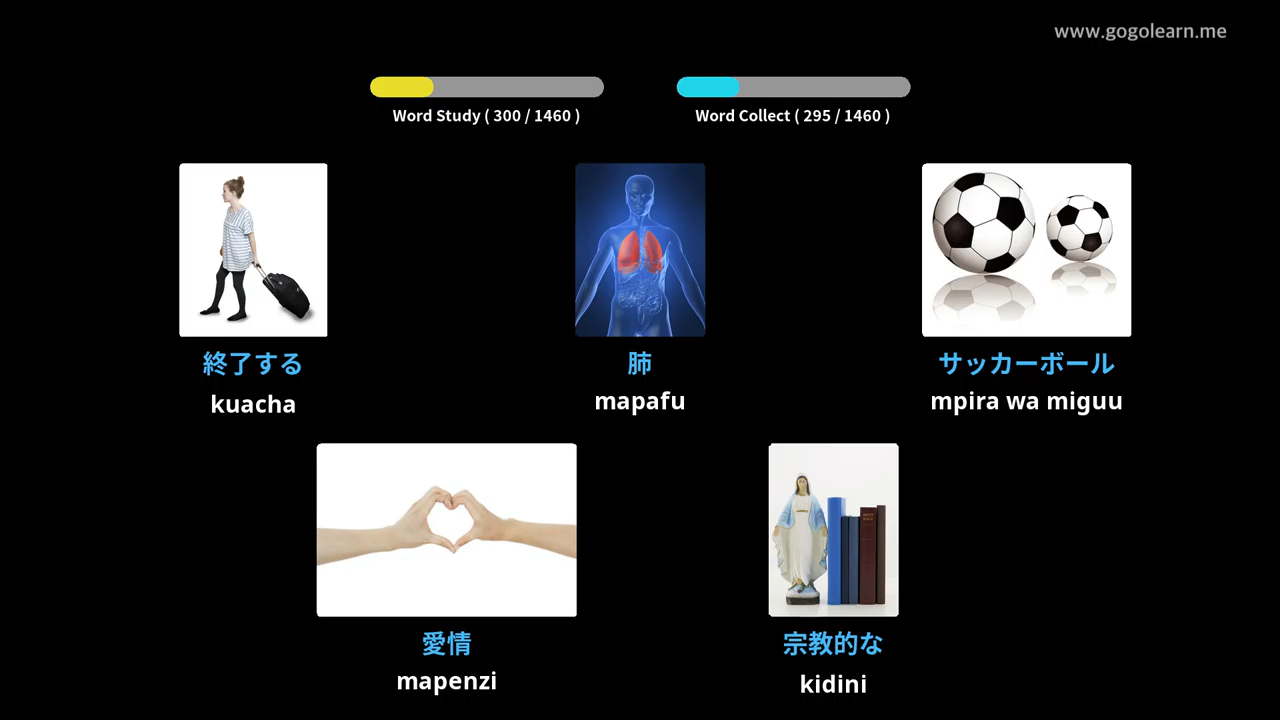 www.gogolearn.me
Word Study ( 300 / 1460 )
Word Collect ( 295 / 1460 )
終了する
kuacha
肺
mapafu
サッカーボール
mpira wa miguu
愛情
mapenzi
宗教的な
kidini